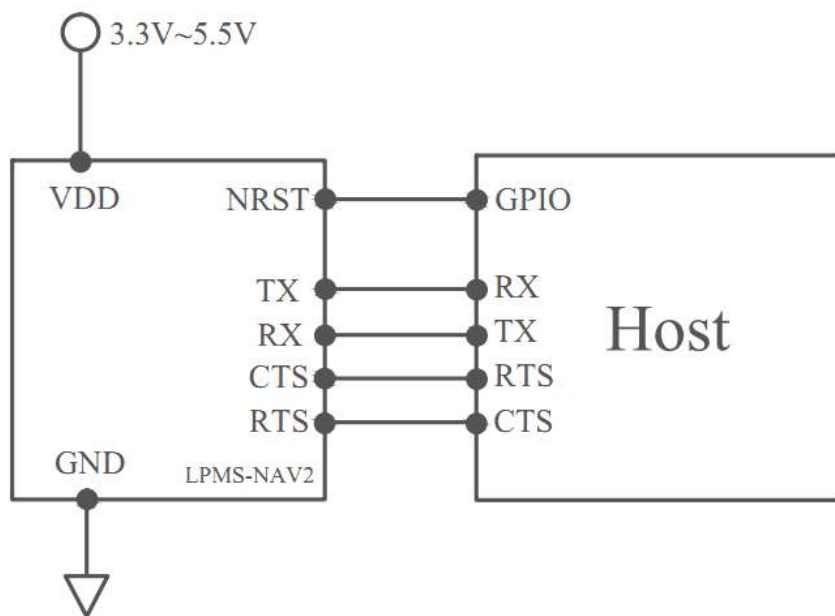 3.3V~5.5V
VDD
NRST
GPIO
TX
RX
RX
TX
Host
CTS
RTS
RTS
CTS
GND
LPMS-NAV2